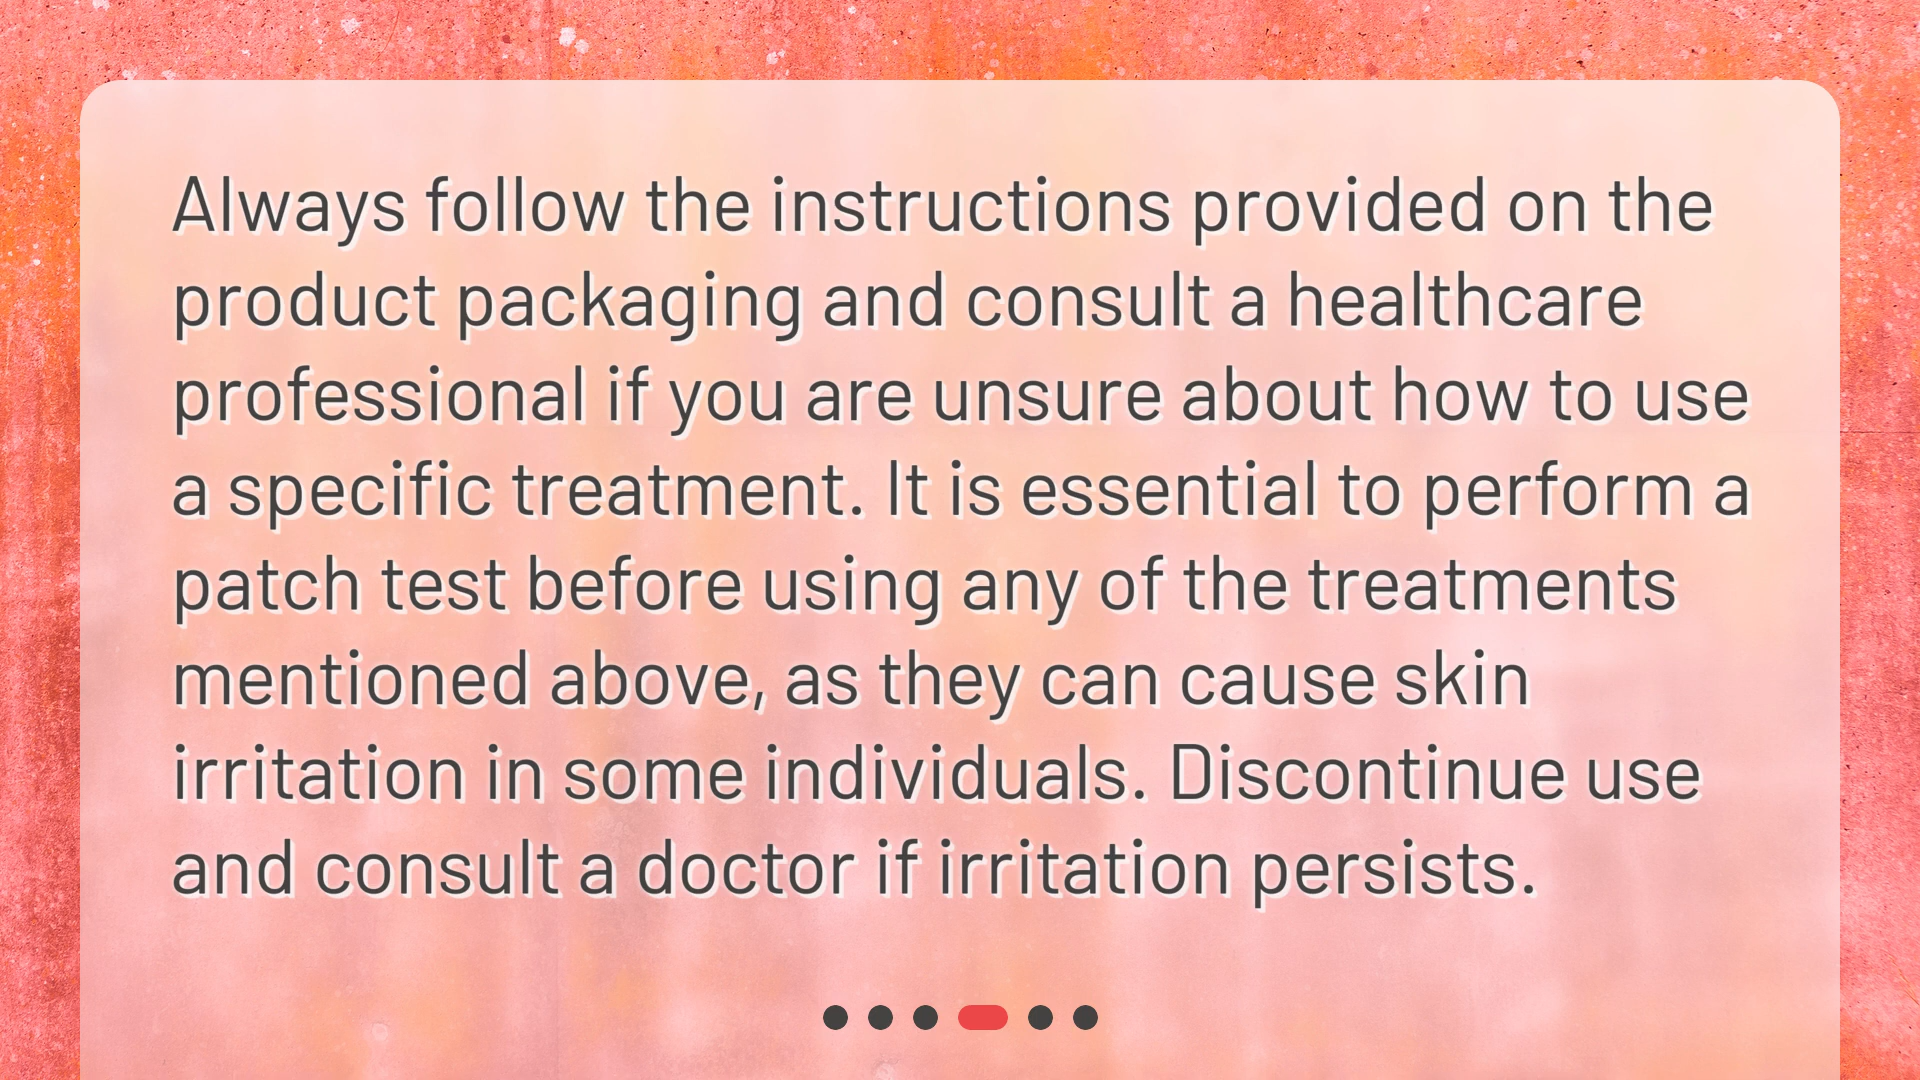 Always follow the instructions provided on the
product packaging and consult a healthcare
professional if you are unsure about how to use
a specific treatment. It is essential to perform a
patch test before using any of the treatments
mentioned above, as they can cause skin
irritation in some individuals. Discontinue use
and consult a doctor if irritation persists.